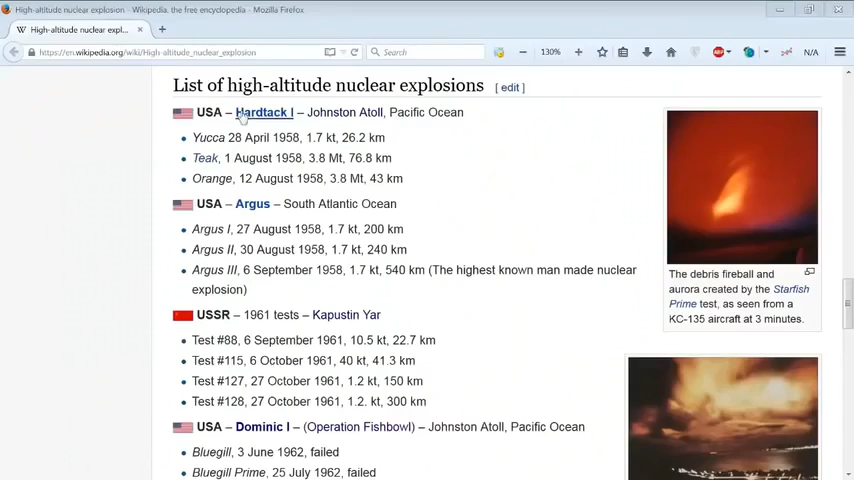 High-altitude nuclear explosion - Wikipedia, the free encyclopedia - Mozilla Firefox
W High-altitude nuclear expl...
https://en.wikipedia.org/wiki/High-altitude_nuclear_explosion
Search
130%
ABP
N/A
List of high-altitude nuclear explosions [ edit ]
USA – Hardtack I – Johnston Atoll, Pacific Ocean
Yucca 28 April 1958, 1.7 kt, 26.2 km
Teak, 1 August 1958, 3.8 Mt, 76.8 km
Orange, 12 August 1958, 3.8 Mt, 43 km
USA – Argus – South Atlantic Ocean
Argus I, 27 August 1958, 1.7 kt, 200 km
Argus II, 30 August 1958, 1.7 kt, 240 km
Argus III, 6 September 1958, 1.7 kt, 540 km (The highest known man made nuclear
explosion)
The debris fireball and
aurora created by the Starfish
Prime test, as seen from a
KC-135 aircraft at 3 minutes.
USSR – 1961 tests – Kapustin Yar
Test #88, 6 September 1961, 10.5 kt, 22.7 km
Test #115, 6 October 1961, 40 kt, 41.3 km
Test #127, 27 October 1961, 1.2 kt, 150 km
Test #128, 27 October 1961, 1.2. kt, 300 km
USA – Dominic I – (Operation Fishbowl) – Johnston Atoll, Pacific Ocean
Bluegill, 3 June 1962, failed
Bluegill Prime, 25 July 1962, failed